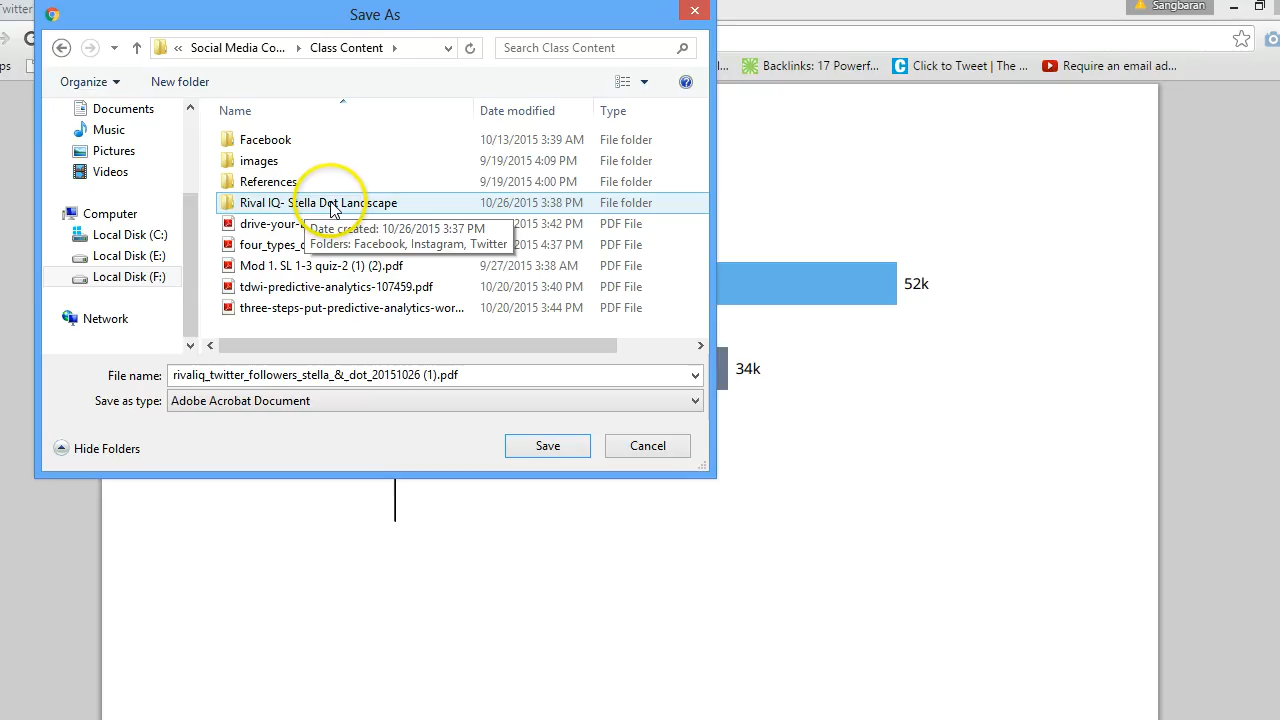 Twitter
Sangbaran
Save As
Social Media Co... Class Content
Search Class Content
Backlinks: 17 Powerf... Click to Tweet | The ... Require an email ad...
Organize New folder
Documents
Music
Pictures
Videos
Computer
Local Disk (C:)
Local Disk (E:)
Local Disk (F:)
Network
Name Date modified Type
Facebook 10/13/2015 3:39 AM File folder
images 9/19/2015 4:09 PM File folder
References 9/19/2015 4:00 PM File folder
Rival IQ- Stella Dot Landscape 10/26/2015 3:38 PM File folder
drive-your- 3:42 PM PDF File
four_types_ 4:37 PM PDF File
Mod 1. SL 1-3 quiz-2 (1) (2).pdf 9/27/2015 3:38 AM PDF File
tdwi-predictive-analytics-107459.pdf 10/20/2015 3:40 PM PDF File
three-steps-put-predictive-analytics-wor... 10/20/2015 3:44 PM PDF File
Date created: 10/26/2015 3:37 PM
Folders: Facebook, Instagram, Twitter
File name: rivaliq_twitter_followers_stella_&_dot_20151026 (1).pdf
Save as type: Adobe Acrobat Document
Hide Folders Save Cancel
52k
34k